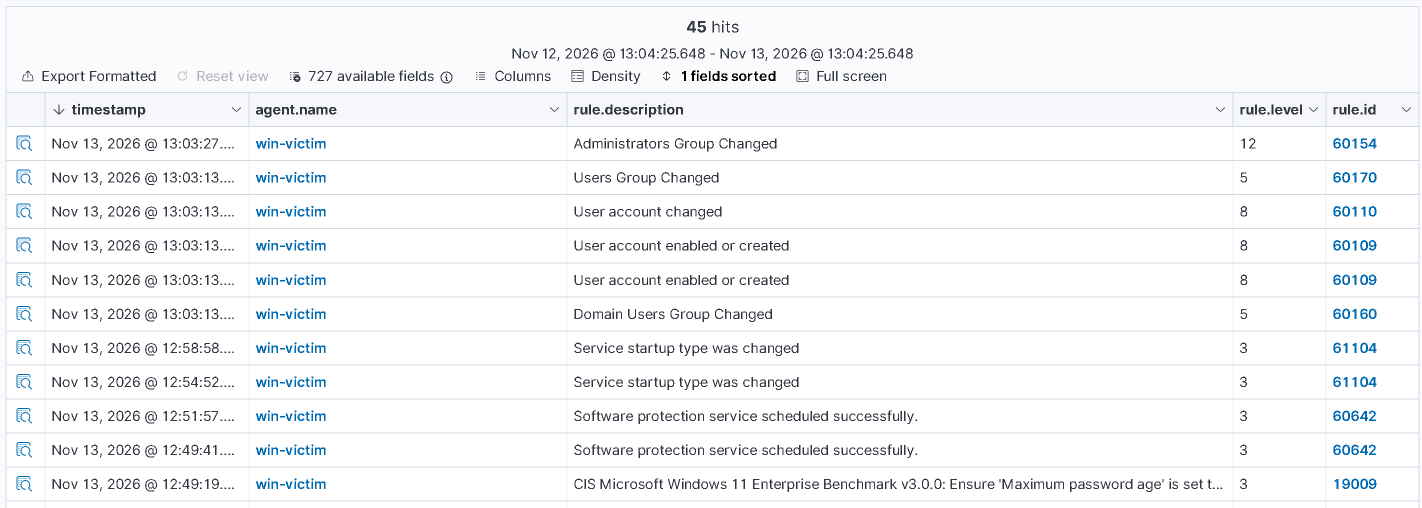 45 hits
Nov 12, 2026 @ 13:04:25.648 - Nov 13, 2026 @ 13:04:25.648
Export Formatted Reset view 727 available fields Columns Density 1 fields sorted Full screen
timestamp agent.name rule.description rule.level rule.id
Nov 13, 2026 @ 13:03:27.... win-victim Administrators Group Changed 12 60154
Nov 13, 2026 @ 13:03:13.... win-victim Users Group Changed 5 60170
Nov 13, 2026 @ 13:03:13.... win-victim User account changed 8 60110
Nov 13, 2026 @ 13:03:13.... win-victim User account enabled or created 8 60109
Nov 13, 2026 @ 13:03:13.... win-victim User account enabled or created 8 60109
Nov 13, 2026 @ 13:03:13.... win-victim Domain Users Group Changed 5 60160
Nov 13, 2026 @ 12:58:58.... win-victim Service startup type was changed 3 61104
Nov 13, 2026 @ 12:54:52.... win-victim Service startup type was changed 3 61104
Nov 13, 2026 @ 12:51:57.... win-victim Software protection service scheduled successfully. 3 60642
Nov 13, 2026 @ 12:49:41.... win-victim Software protection service scheduled successfully. 3 60642
Nov 13, 2026 @ 12:49:19.... win-victim CIS Microsoft Windows 11 Enterprise Benchmark v3.0.0: Ensure 'Maximum password age' is set t... 3 19009